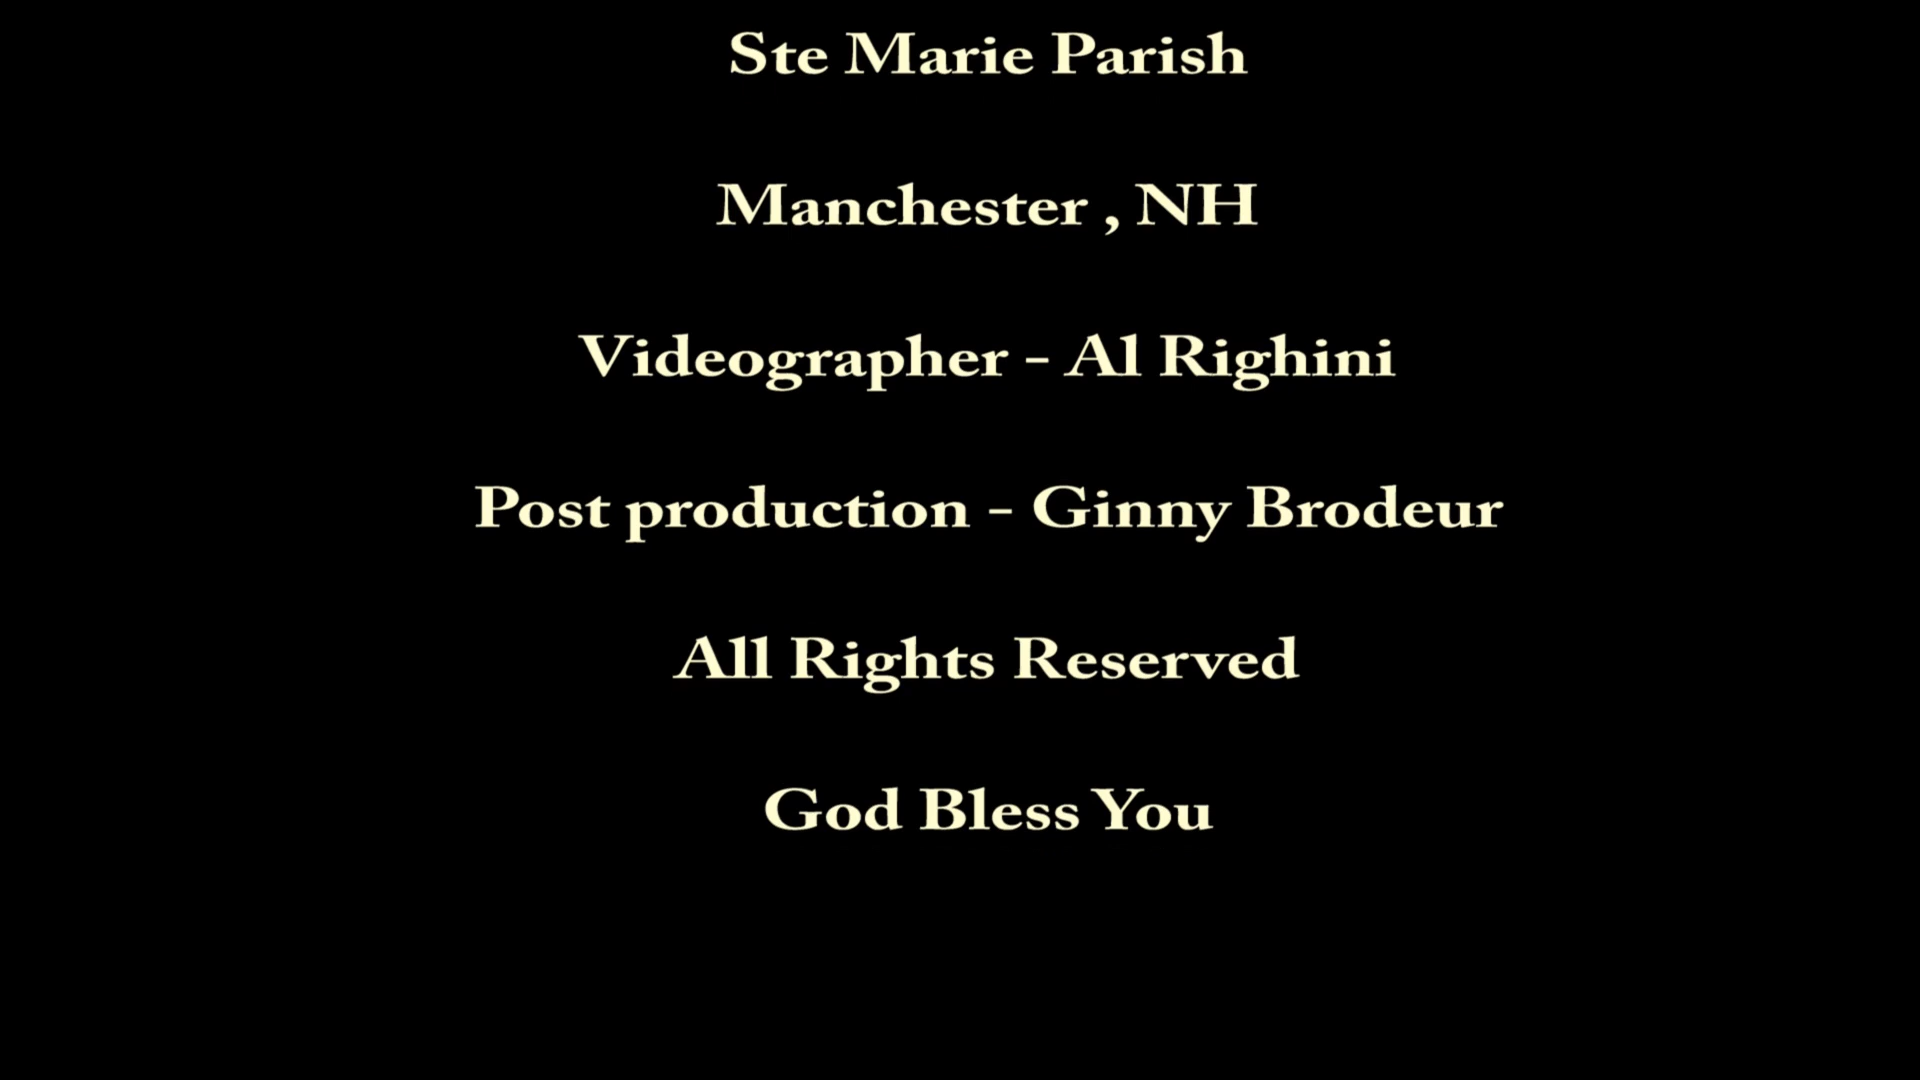 Ste Marie Parish
Manchester , NH
Videographer - Al Righini
Post production - Ginny Brodeur
All Rights Reserved
God Bless You